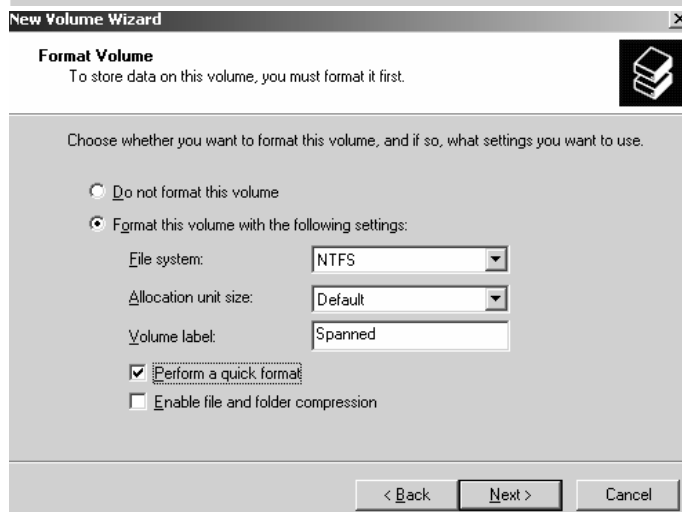 New Volume Wizard
Format Volume
To store data on this volume, you must format it first.
Choose whether you want to format this volume, and if so, what settings you want to use.
Do not format this volume
Format this volume with the following settings:
File system: NTFS
Allocation unit size: Default
Volume label: Spanned
Perform a quick format
Enable file and folder compression
< Back Next > Cancel